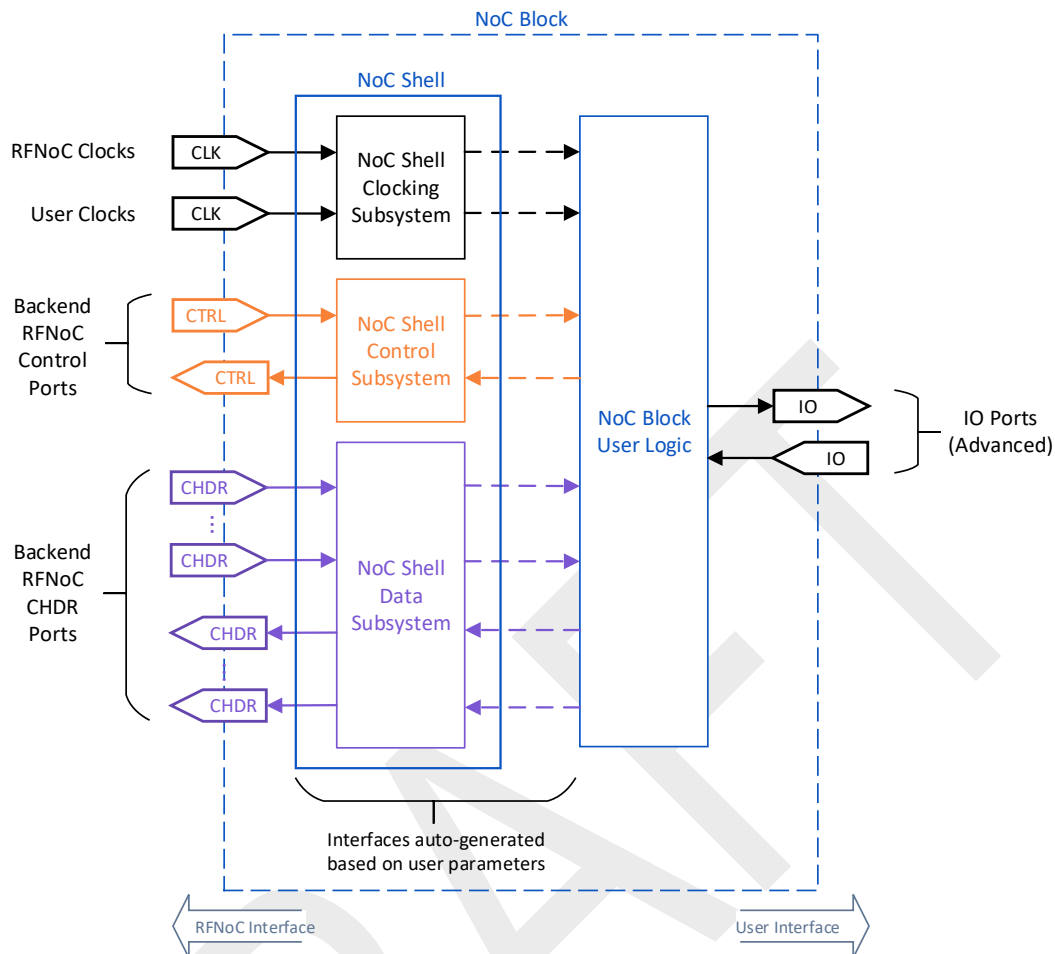 NoC Block
NoC Shell
RFNoC Clocks
CLK
User Clocks
CLK
NoC Shell
Clocking
Subsystem
Backend
RFNoC
Control
Ports
CTRL
CTRL
NoC Shell
Control
Subsystem
NoC Block
User Logic
IO
IO
IO Ports
(Advanced)
Backend
RFNoC
CHDR
Ports
CHDR
...
CHDR
CHDR
...
CHDR
NoC Shell
Data
Subsystem
Interfaces auto-generated
based on user parameters
RFNoC Interface
User Interface
DRAFT